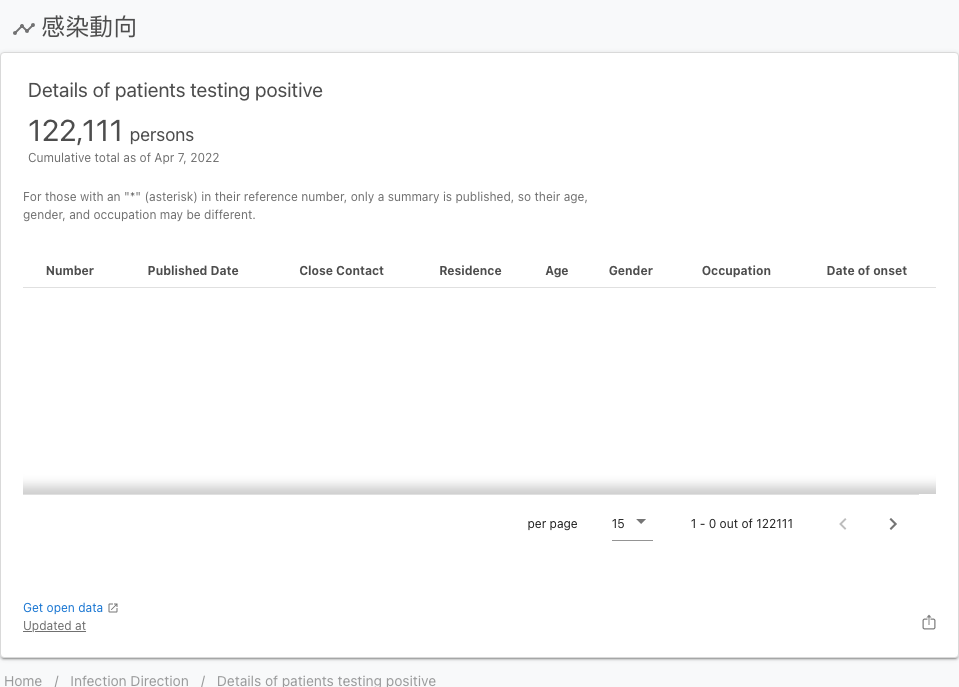 感染動向
Details of patients testing positive
122,111 persons
Cumulative total as of Apr 7, 2022
For those with an "*" (asterisk) in their reference number, only a summary is published, so their age,
gender, and occupation may be different.
Number Published Date Close Contact Residence Age Gender Occupation Date of onset
per page 15 1 - 0 out of 122111
Get open data
Updated at
Home / Infection Direction / Details of patients testing positive